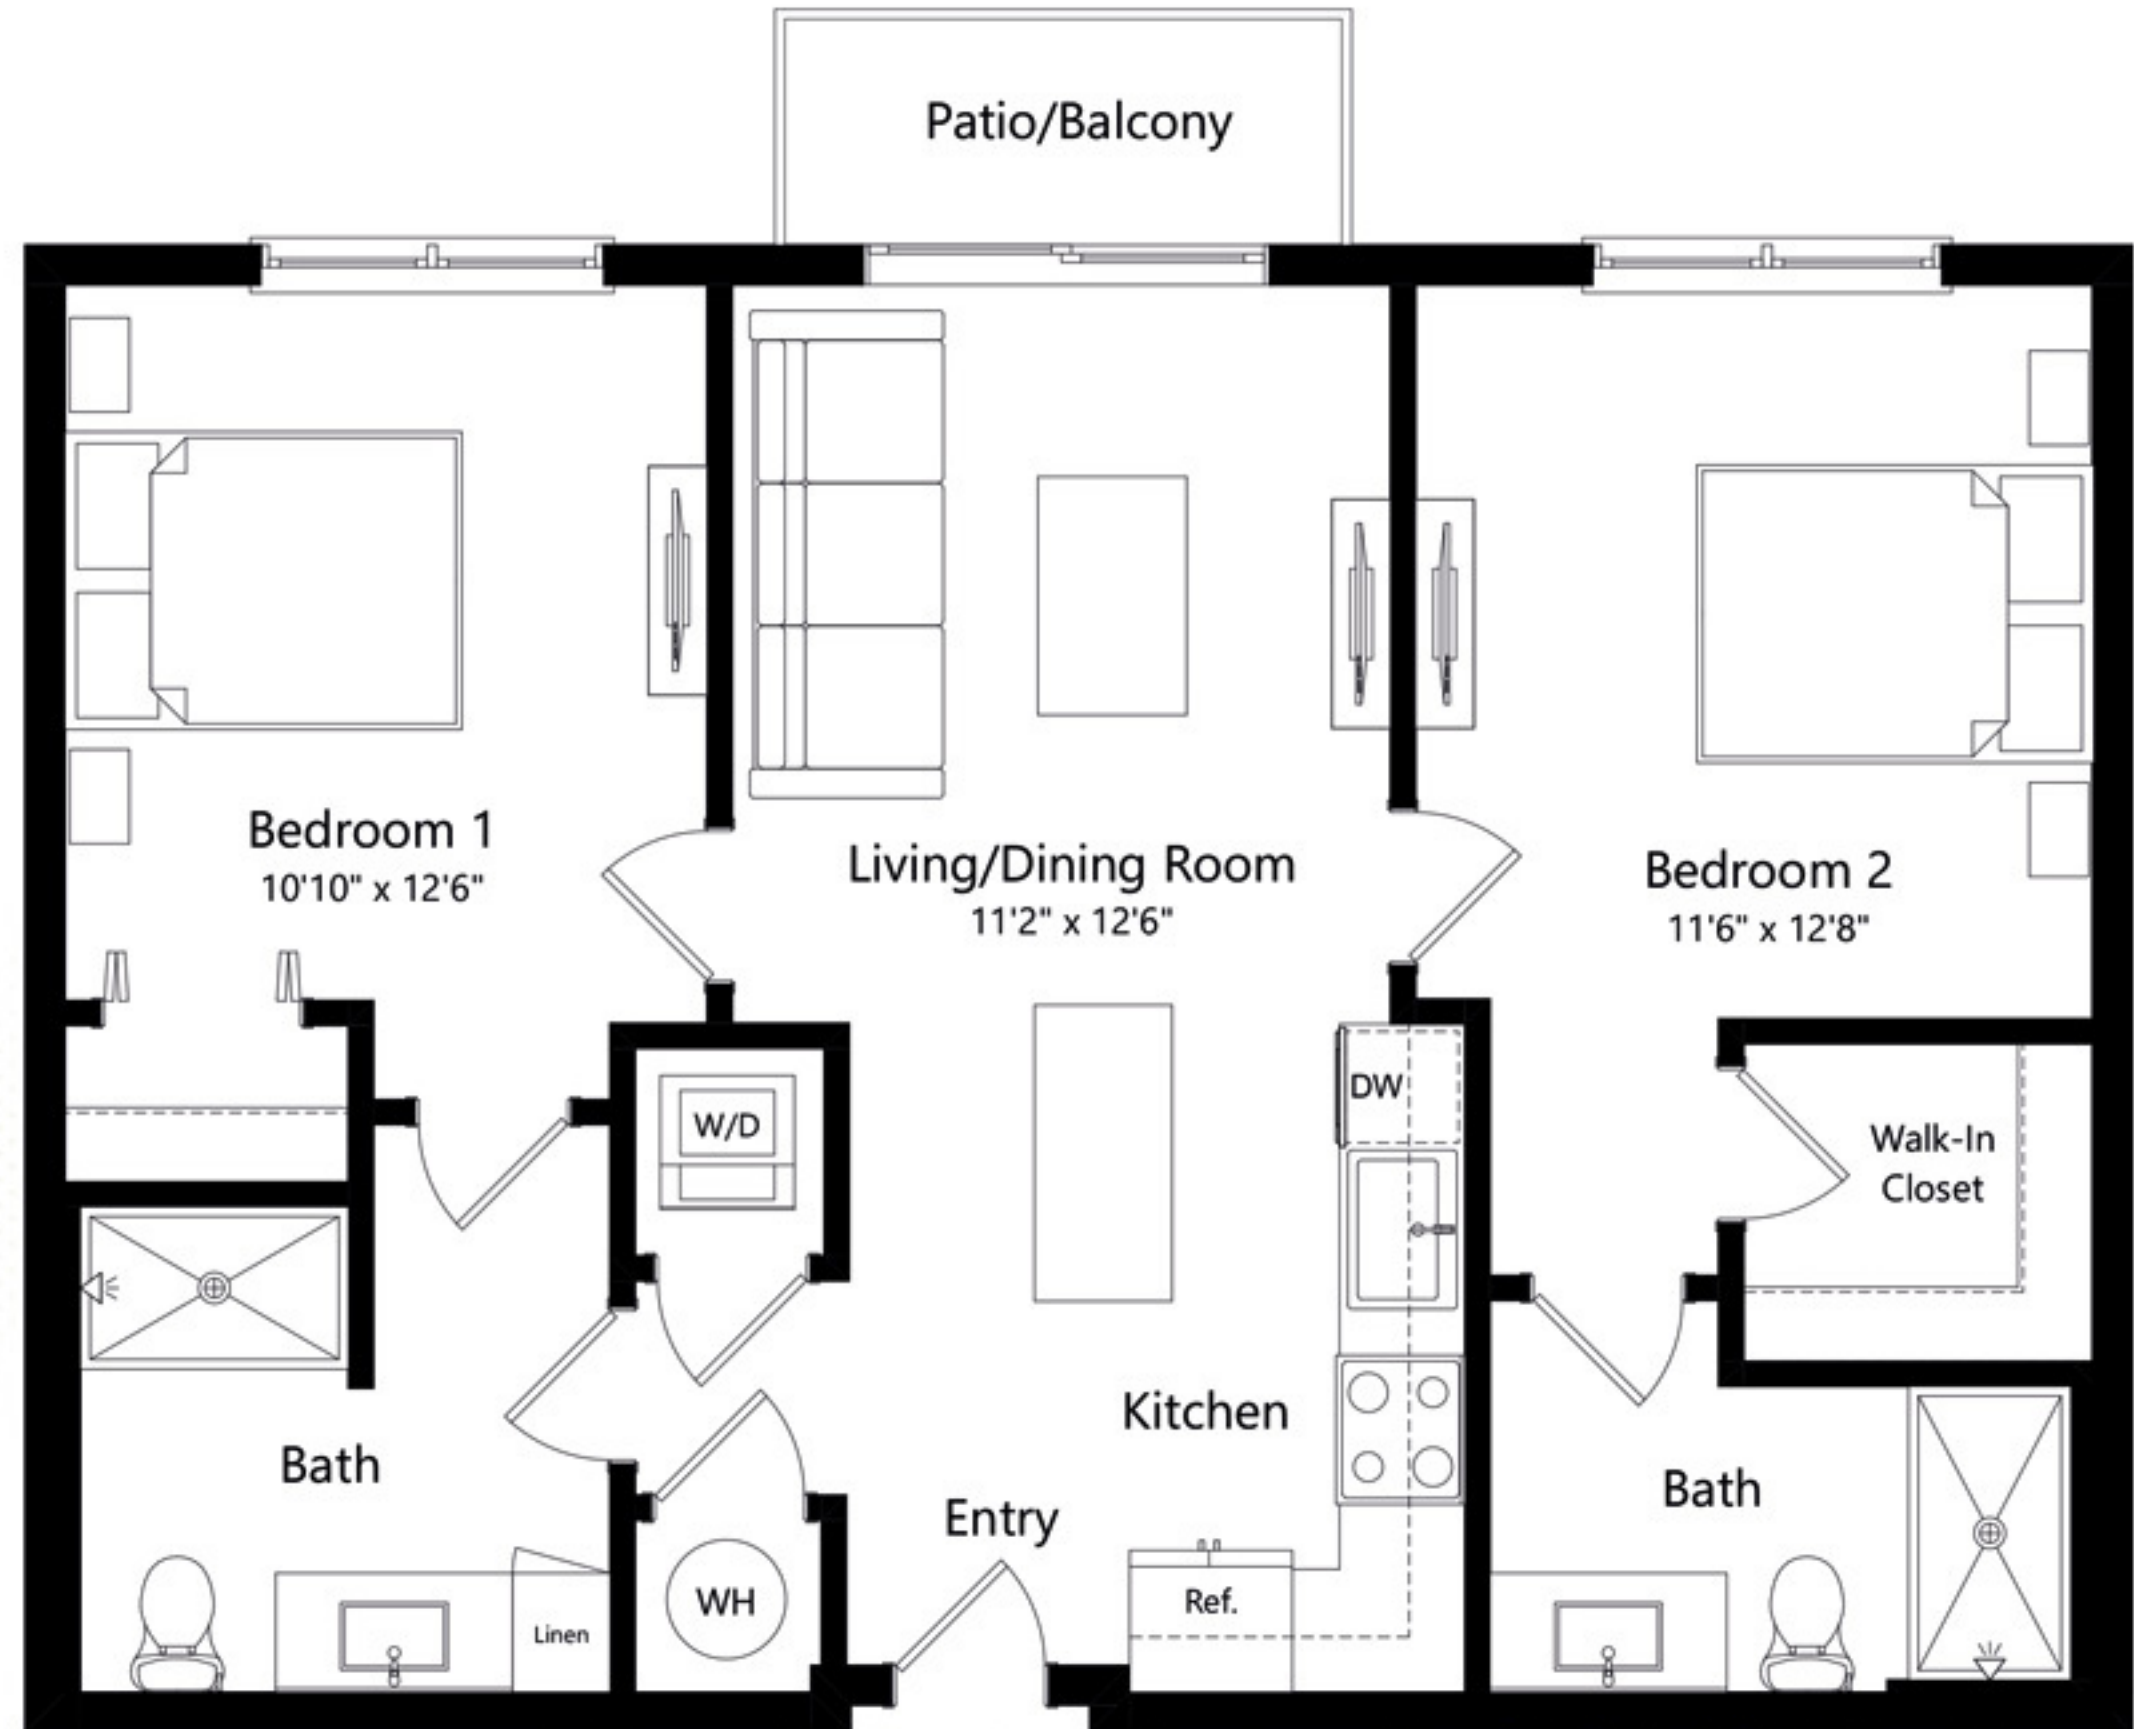 Patio/Balcony
Bedroom 1
10'10" x 12'6"
Living/Dining Room
11'2" x 12'6"
Bedroom 2
11'6" x 12'8"
W/D
DW
Walk-In
Closet
Kitchen
Bath
Entry
Bath
WH
Ref.
Linen